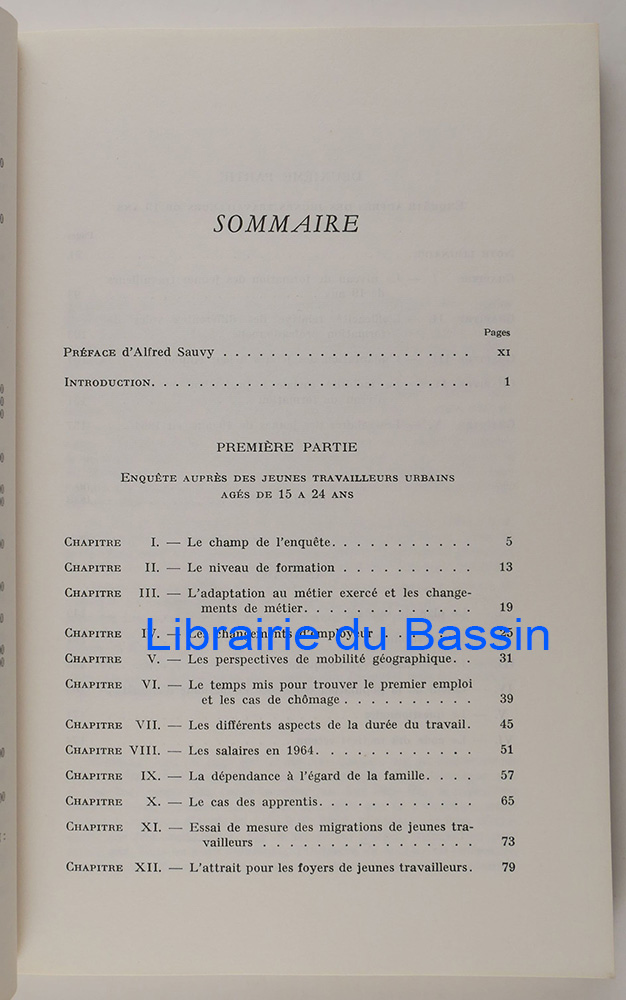 SOMMAIRE
Pages
PRÉFACE d'Alfred Sauvy . . . . . . . . . . . . . . . . . . . . . XI
INTRODUCTION. . . . . . . . . . . . . . . . . . . . . . . . . . . 1
PREMIÈRE PARTIE
ENQUÊTE AUPRÈS DES JEUNES TRAVAILLEURS URBAINS
AGÉS DE 15 A 24 ANS
CHAPITRE I. — Le champ de l'enquête. . . . . . . . . . . . 5
CHAPITRE II. — Le niveau de formation . . . . . . . . . . . 13
CHAPITRE III. — L'adaptation au métier exercé et les change-
ments de métier. . . . . . . . . . . . . . 19
CHAPITRE IV. — Les changements d'employeur . . . . . . . 25
Librairie du Bassin
CHAPITRE V. — Les perspectives de mobilité géographique. . 31
CHAPITRE VI. — Le temps mis pour trouver le premier emploi
et les cas de chômage . . . . . . . . . . . 39
CHAPITRE VII. — Les différents aspects de la durée du travail. 45
CHAPITRE VIII. — Les salaires en 1964. . . . . . . . . . . . . 51
CHAPITRE IX. — La dépendance à l'égard de la famille. . . . 57
CHAPITRE X. — Le cas des apprentis. . . . . . . . . . . . . 65
CHAPITRE XI. — Essai de mesure des migrations de jeunes tra-
vailleurs . . . . . . . . . . . . . . . . . 73
CHAPITRE XII. — L'attrait pour les foyers de jeunes travailleurs. 79